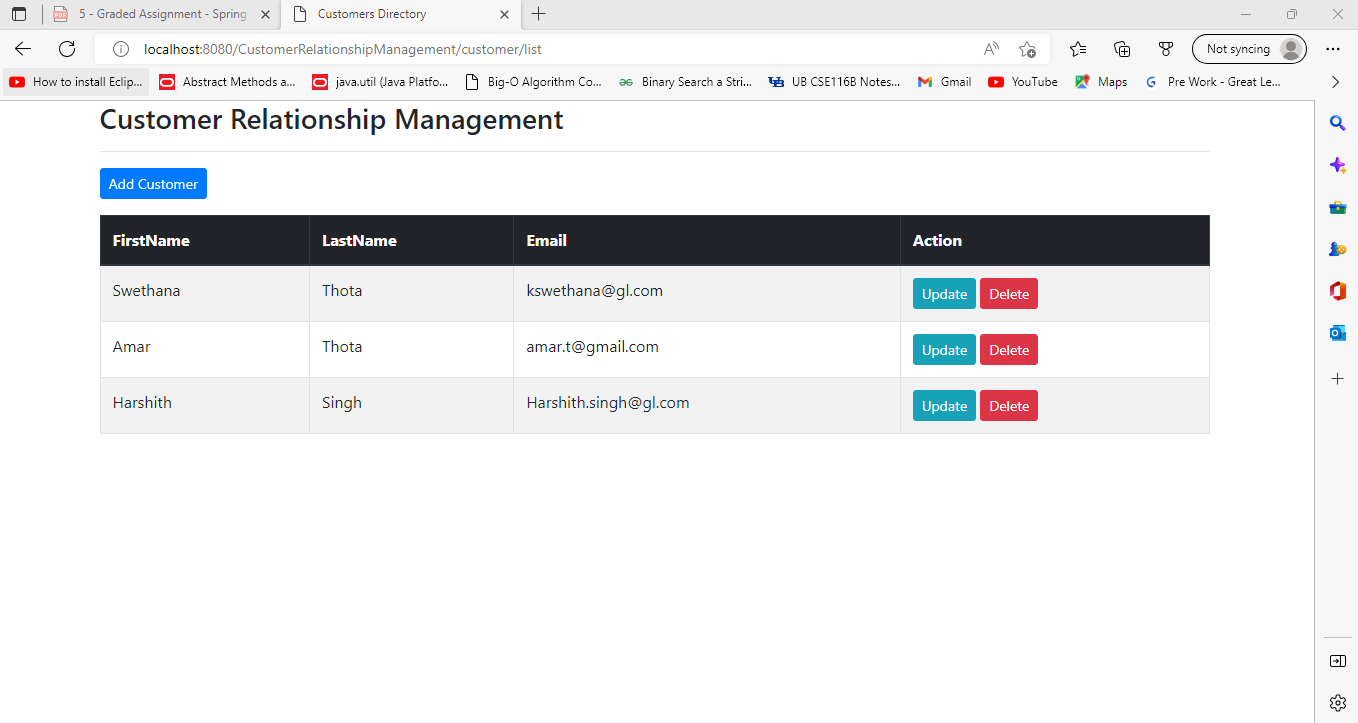 5 - Graded Assignment - Spring
Customers Directory
localhost:8080/CustomerRelationshipManagement/customer/list
Not syncing
How to install Eclip... Abstract Methods a... java.util (Java Platfo... Big-O Algorithm Co... Binary Search a Stri... UB CSE116B Notes... Gmail YouTube Maps Pre Work - Great Le...
Customer Relationship Management
Add Customer
FirstName LastName Email Action
Swethana Thota kswethana@gl.com Update Delete
Amar Thota amar.t@gmail.com Update Delete
Harshith Singh Harshith.singh@gl.com Update Delete